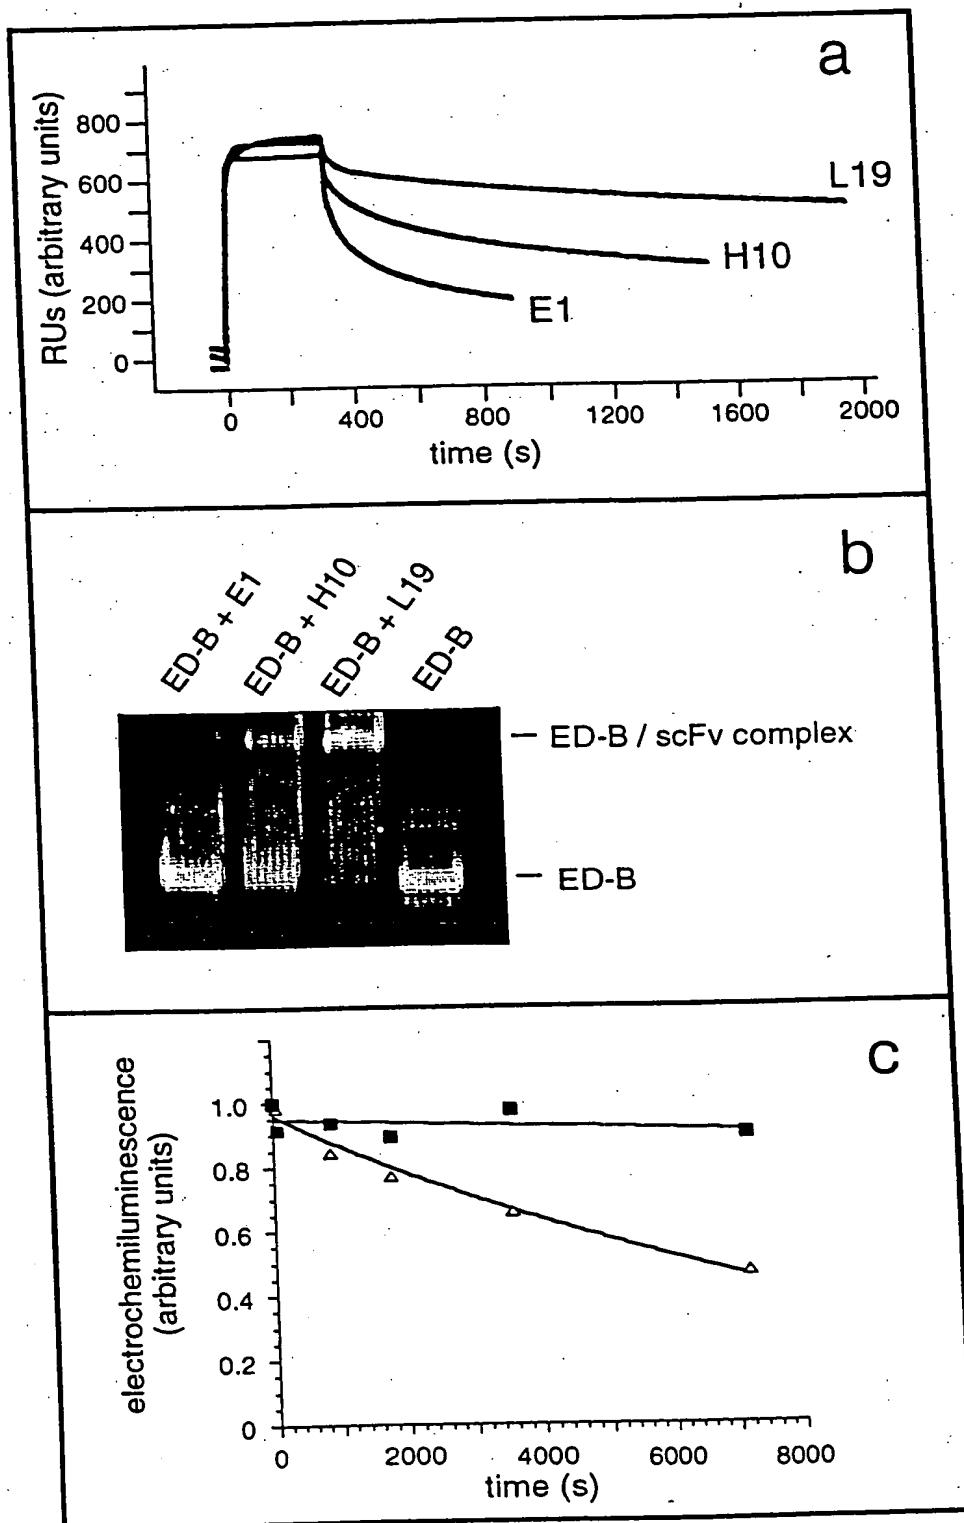 a
RUs (arbitrary units)
800
600
400
200
0
L19
H10
E1
0 400 800 1200 1600 2000
time (s)
b
ED-B + E1
ED-B + H10
ED-B + L19
ED-B
ED-B / scFv complex
ED-B
c
electrochemiluminescence
(arbitrary units)
1.0
0.8
0.6
0.4
0.2
0
0 2000 4000 6000 8000
time (s)